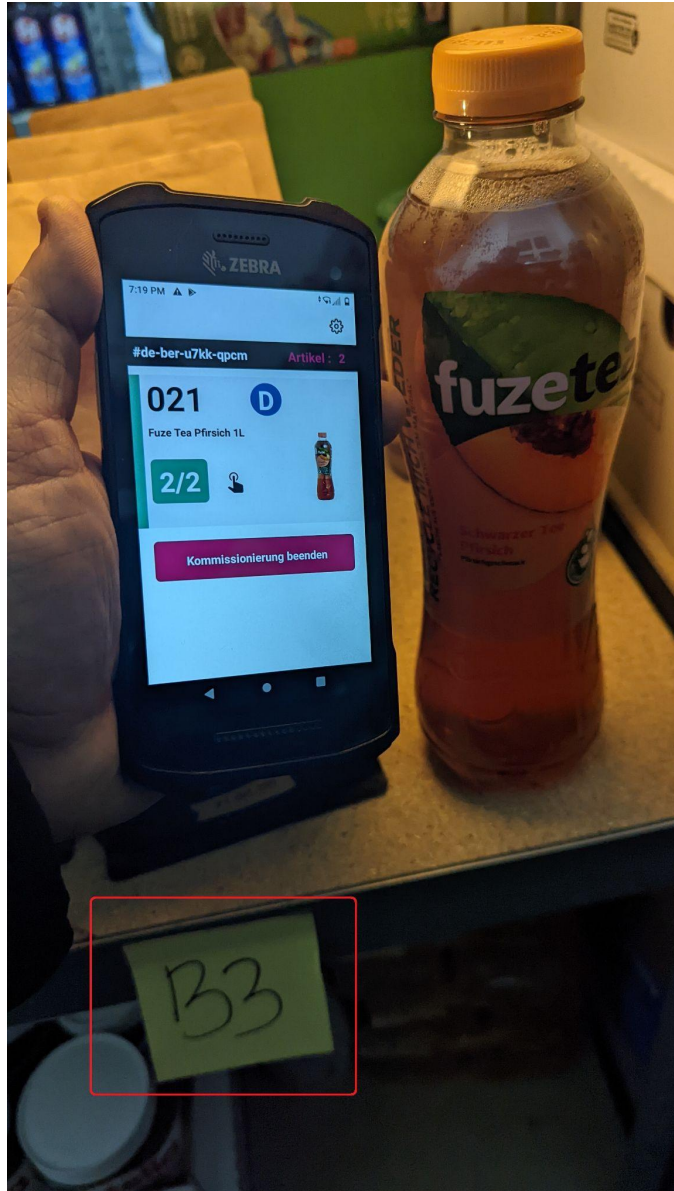 ZEBRA
7:19 PM
#de-ber-u7kk-qpcm Artikel : 2
021 D
Fuze Tea Pfirsich 1L
2/2
Kommissionierung beenden
fuzete
Schwarzer Tee
Pfirsich
B3